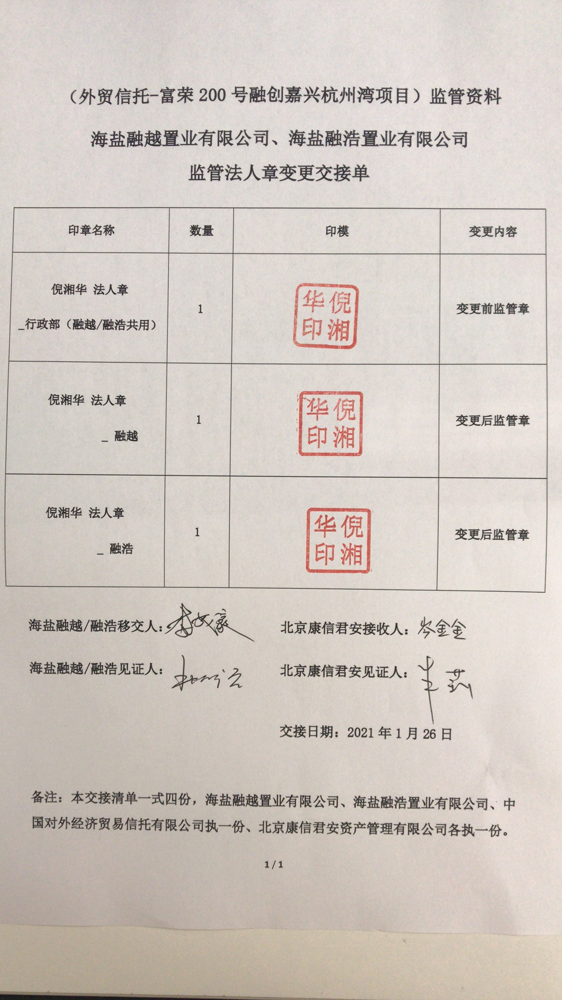 （外贸信托-富荣 200 号融创嘉兴杭州湾项目）监管资料
海盐融越置业有限公司、海盐融浩置业有限公司
监管法人章变更交接单
印章名称 数量 印模 变更内容
倪湘华 法人章
_行政部（融越/融浩共用）
1
华倪
印湘
变更前监管章
倪湘华 法人章
_ 融越
1
华倪
印湘
变更后监管章
倪湘华 法人章
_ 融浩
1
华倪
印湘
变更后监管章
海盐融越/融浩移交人： 北京康信君安接收人：岑金金
海盐融越/融浩见证人： 北京康信君安见证人：
交接日期：2021 年 1 月 26 日
备注：本交接清单一式四份，海盐融越置业有限公司、海盐融浩置业有限公司、中
国对外经济贸易信托有限公司执一份、北京康信君安资产管理有限公司各执一份。
1 / 1